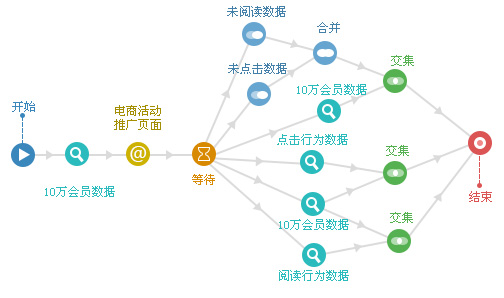 未阅读数据
合并
未点击数据
交集
10万会员数据
开始
电商活动
推广页面
@
点击行为数据
交集
等待
10万会员数据
结束
交集
10万会员数据
阅读行为数据